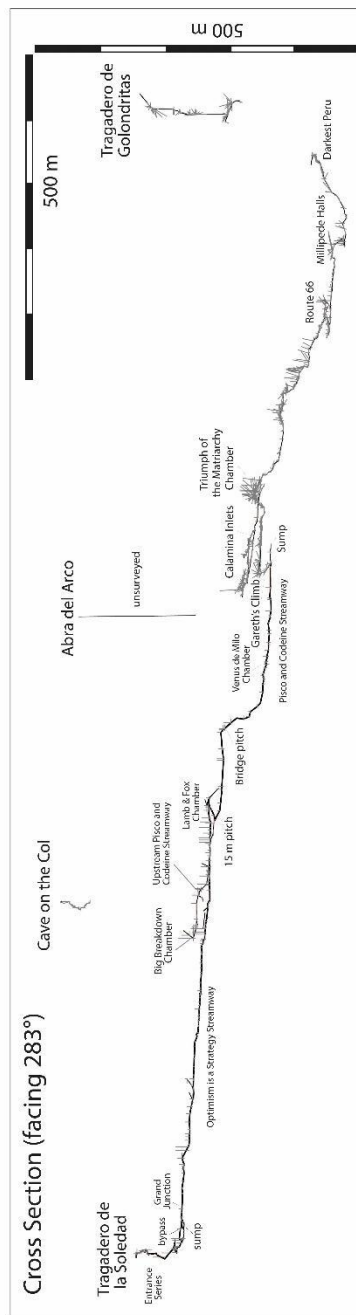 Cross Section (facing 283°)
500 m
500 m
Tragadero de
la Soledad
Entrance
Series
bypass
sump
Grand
Junction
Optimism is a Strategy Streamway
Cave on the Col
Big Breakdown
Chamber
Upstream Pisco and
Codeine Streamway
Lamb & Fox
Chamber
15 m pitch
Bridge pitch
Abra del Arco
unsurveyed
Venus de Milo
Chamber
Pisco and Codeine Streamway
Gareth's Climb
Sump
Calamina Inlets
Triumph of
the Matriarchy
Chamber
Route 66
Millipede Halls
Darkest Peru
Tragadero de
Golondritas